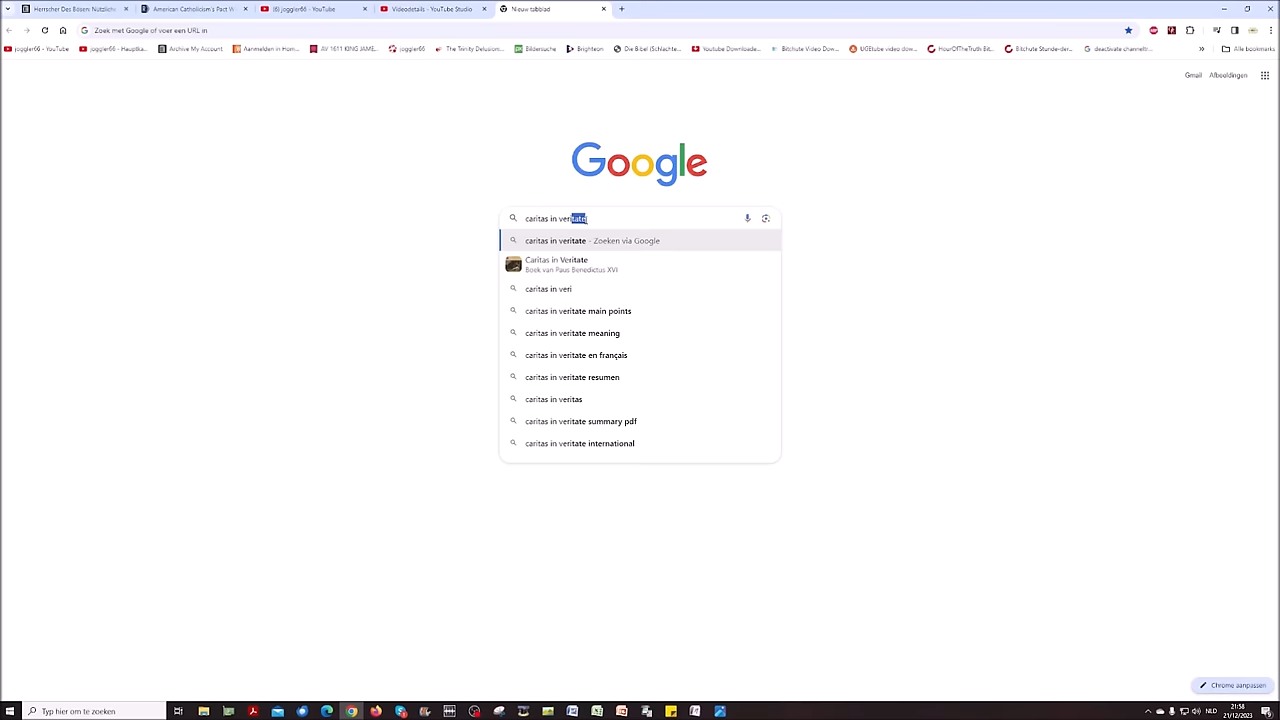 Herrscher Des Bösen: Nützliche
American Catholicism's Pact W
(6) joggler66 - YouTube
Videodetails - YouTube Studio
Nieuw tabblad
Zoek met Google of voer een URL in
joggler66 - YouTube
joggler66 - Hauptka...
Archive My Account
Aanmelden in Hom...
AV 1611 KING JAME...
joggler66
The Trinity Delusion...
Bildersuche
Brighteon
Die Bibel (Schlachte...
Youtube Downloade...
Bitchute Video Dow...
UGEtube video dow...
HourOfTheTruth Bit...
Bitchute Stunde-der...
deactivate channeltr...
Alle bookmarks
Gmail
Afbeeldingen
Google
caritas in veritate
caritas in veritate - Zoeken via Google
Caritas in Veritate
Boek van Paus Benedictus XVI
caritas in veri
caritas in veritate main points
caritas in veritate meaning
caritas in veritate en français
caritas in veritate resumen
caritas in veritas
caritas in veritate summary pdf
caritas in veritate international
Chrome aanpassen
Typ hier om te zoeken
NLD
21:58
21/12/2023